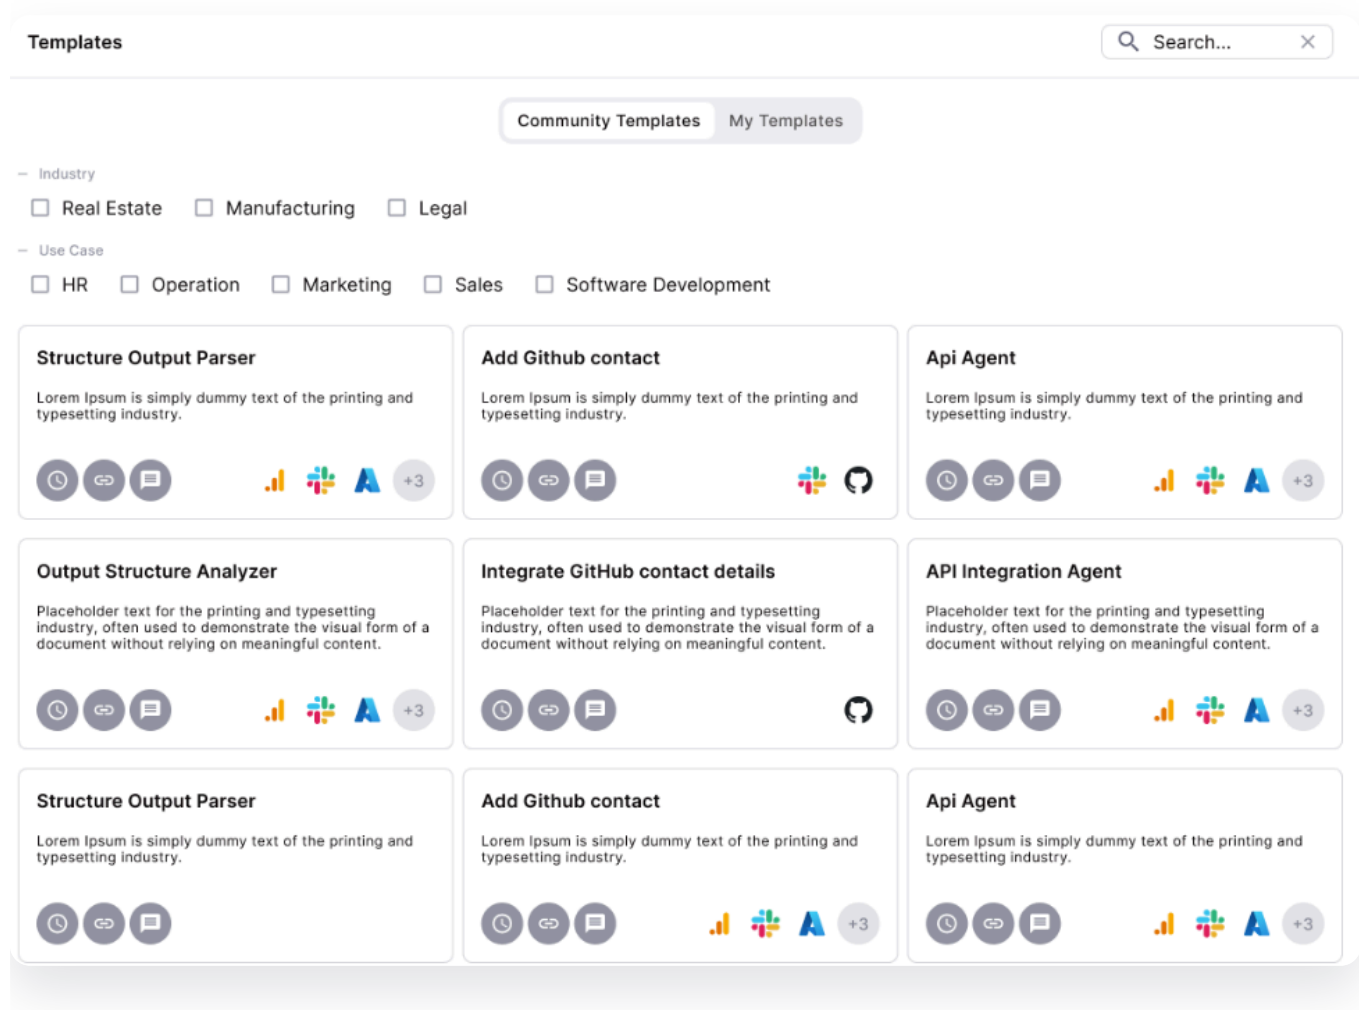 Templates
Search...
Community Templates
My Templates
Industry
Real Estate
Manufacturing
Legal
Use Case
HR
Operation
Marketing
Sales
Software Development
Structure Output Parser
Lorem Ipsum is simply dummy text of the printing and
typesetting industry.
+3
Add Github contact
Lorem Ipsum is simply dummy text of the printing and
typesetting industry.
Api Agent
Lorem Ipsum is simply dummy text of the printing and
typesetting industry.
+3
Output Structure Analyzer
Placeholder text for the printing and typesetting
industry, often used to demonstrate the visual form of a
document without relying on meaningful content.
+3
Integrate GitHub contact details
Placeholder text for the printing and typesetting
industry, often used to demonstrate the visual form of a
document without relying on meaningful content.
API Integration Agent
Placeholder text for the printing and typesetting
industry, often used to demonstrate the visual form of a
document without relying on meaningful content.
+3
Structure Output Parser
Lorem Ipsum is simply dummy text of the printing and
typesetting industry.
Add Github contact
Lorem Ipsum is simply dummy text of the printing and
typesetting industry.
+3
Api Agent
Lorem Ipsum is simply dummy text of the printing and
typesetting industry.
+3